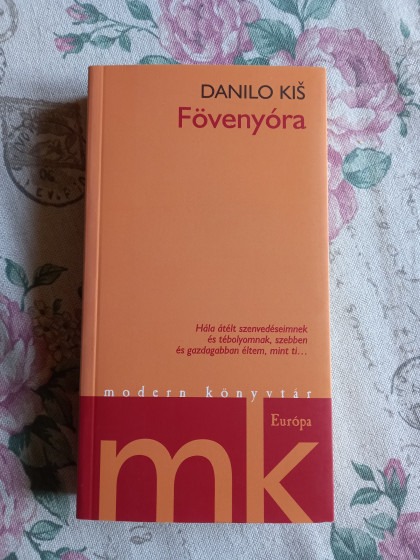 DANILO KIŠ
Fövenyóra
Hála átélt szenvedéseimnek
és tébolyomnak, szebben
és gazdagabban éltem, mint ti...
modern könyvtár
Európa
mk